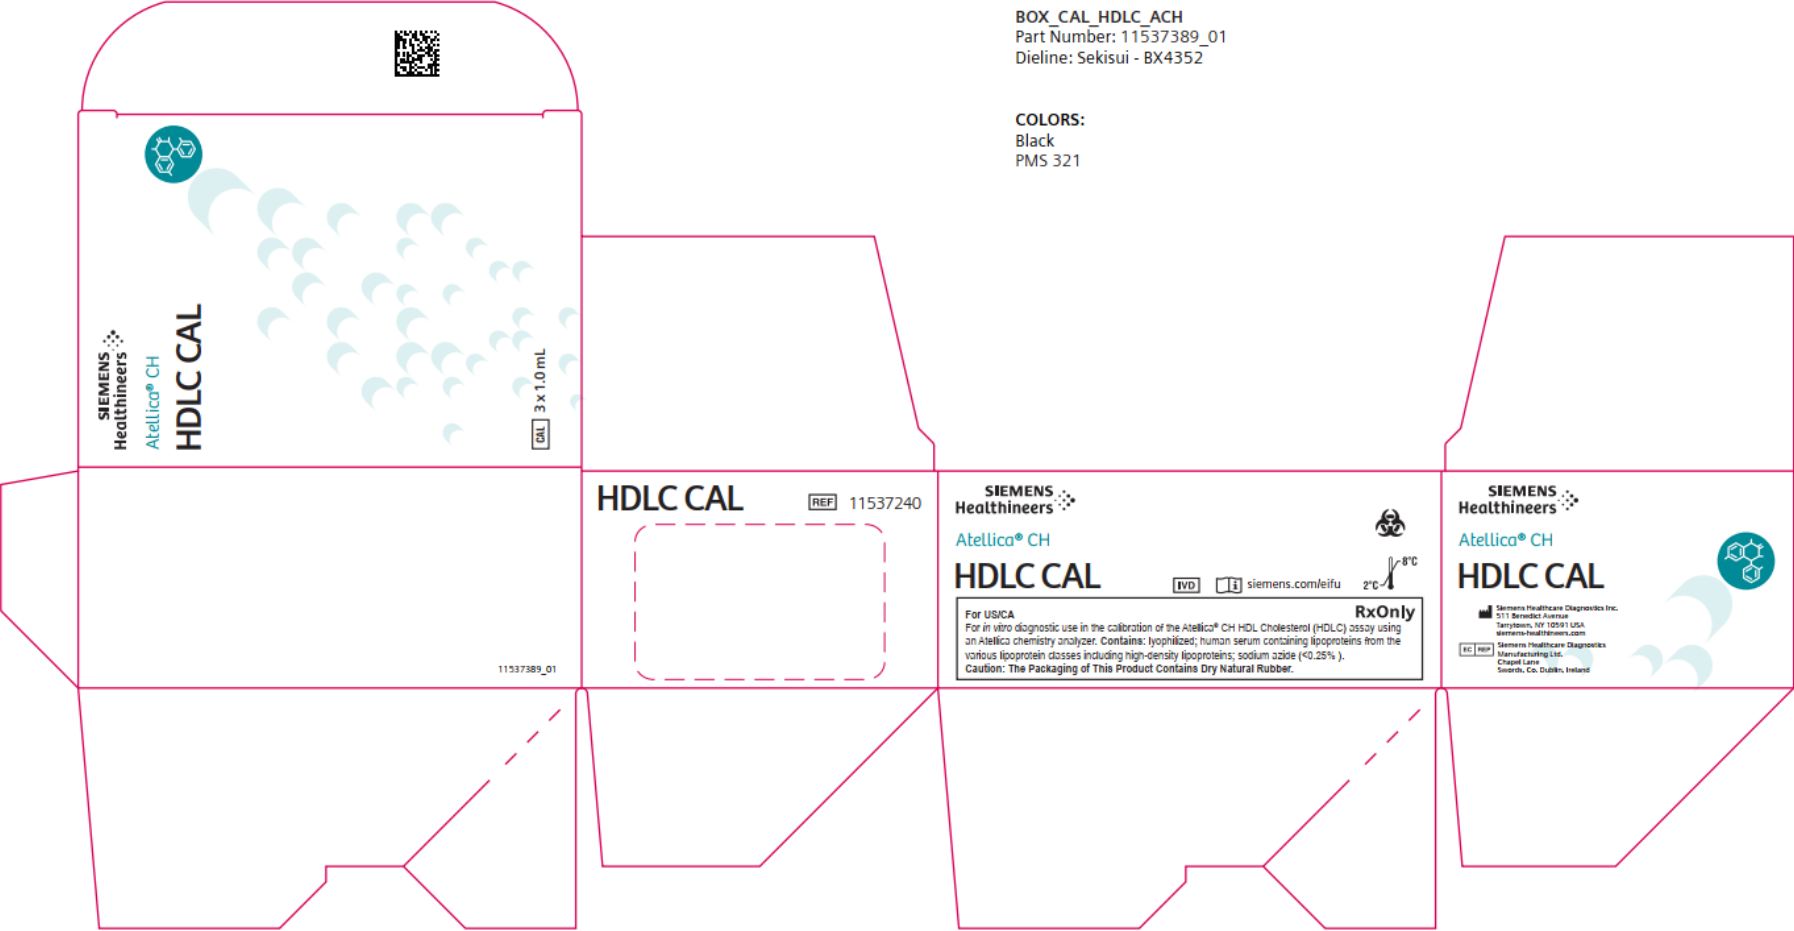 BOX_CAL_HDLC_ACH
Part Number: 11537389_01
Dieline: Sekisui - BX4352
COLORS:
Black
PMS 321
SIEMENS
Healthineers
Atellica® CH
HDLC CAL
CAL 3 x 1.0 mL
11537389_01
HDLC CAL
REF 11537240
SIEMENS
Healthineers
Atellica® CH
HDLC CAL
IVD i siemens.com/eifu
8°C
2°C
RxOnly
For US/CA
For in vitro diagnostic use in the calibration of the Atellica® CH HDL Cholesterol (HDLC) assay using
an Atellica chemistry analyzer. Contains: lyophilized; human serum containing lipoproteins from the
various lipoprotein classes including high-density lipoproteins; sodium azide (<0.25% ).
Caution: The Packaging of This Product Contains Dry Natural Rubber.
SIEMENS
Healthineers
Atellica® CH
HDLC CAL
Siemens Healthcare Diagnostics Inc.
511 Benedict Avenue
Tarrytown, NY 10591 USA
siemens-healthineers.com
EC REP Siemens Healthcare Diagnostics
Manufacturing Ltd.
Chapel Lane
Swords, Co. Dublin, Ireland